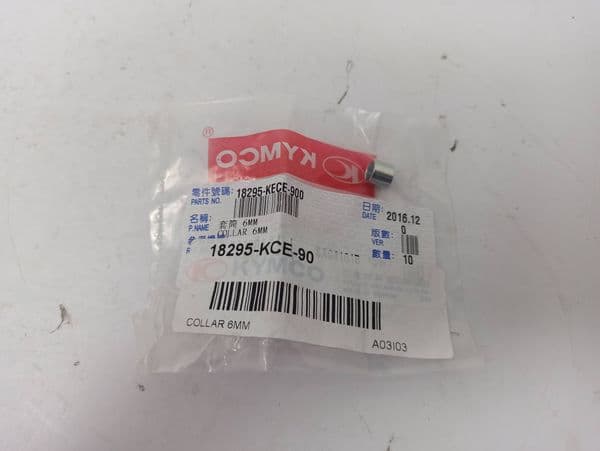 ® KYMCO
零件號碼: 18295-KECE-900
PARTS NO.
日期 2016.12
DATE
名稱: 套筒 6MM
P.NAME COLLAR 6MM
版數: 0
VER
數量: 10
18295-KCE-90
KYMCO
COLLAR 6MM
A03I03